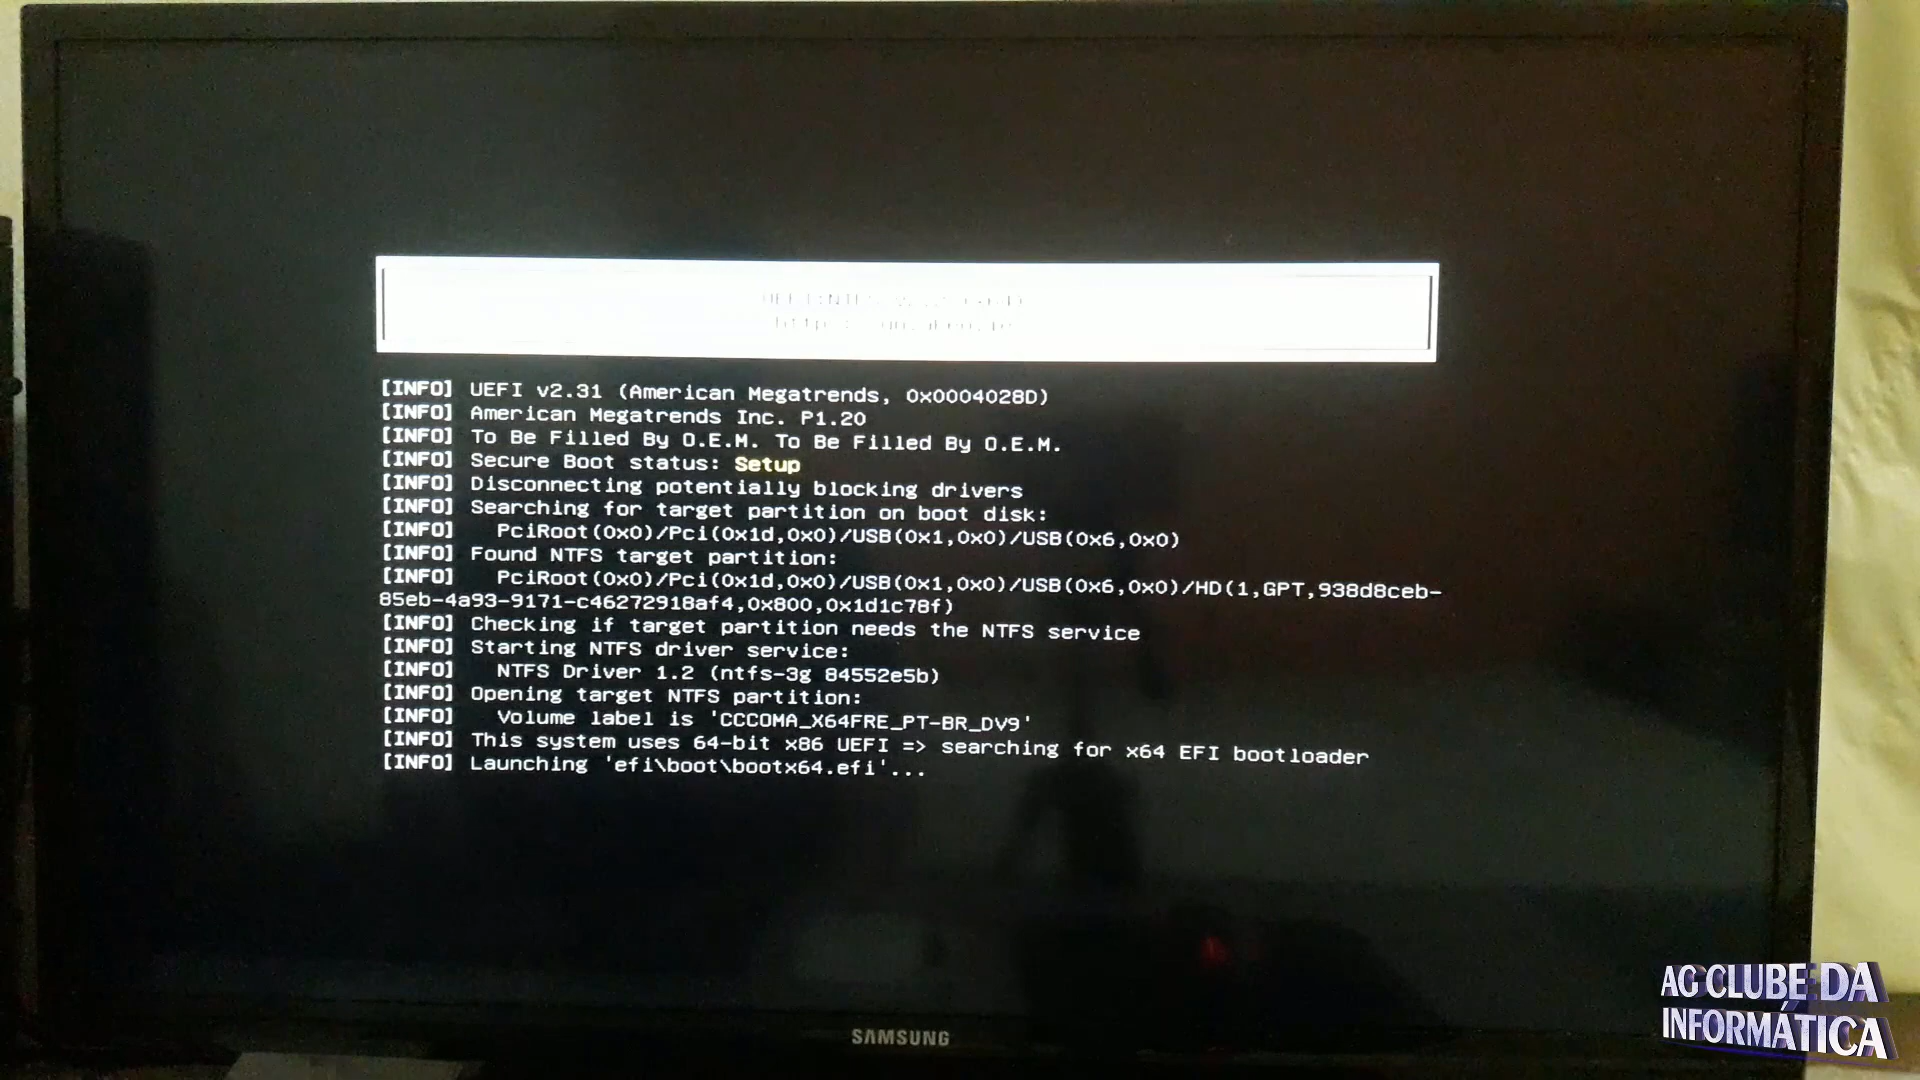 [INFO] UEFI v2.31 (American Megatrends, 0x0004028D)
[INFO] American Megatrends Inc. P1.20
[INFO] To Be Filled By O.E.M. To Be Filled By O.E.M.
[INFO] Secure Boot status: Setup
[INFO] Disconnecting potentially blocking drivers
[INFO] Searching for target partition on boot disk:
[INFO]   PciRoot(0x0)/Pci(0x1d,0x0)/USB(0x1,0x0)/USB(0x6,0x0)
[INFO] Found NTFS target partition:
[INFO]   PciRoot(0x0)/Pci(0x1d,0x0)/USB(0x1,0x0)/USB(0x6,0x0)/HD(1,GPT,938d8ceb-
85eb-4a93-9171-c46272918af4,0x800,0x1d1c78f)
[INFO] Checking if target partition needs the NTFS service
[INFO] Starting NTFS driver service:
[INFO]   NTFS Driver 1.2 (ntfs-3g 84552e5b)
[INFO] Opening target NTFS partition:
[INFO]   Volume label is 'CCCOMA_X64FRE_PT-BR_DV9'
[INFO] This system uses 64-bit x86 UEFI => searching for x64 EFI bootloader
[INFO] Launching 'efi\boot\bootx64.efi'...
SAMSUNG
AG CLUBE DA
INFORMÁTICA